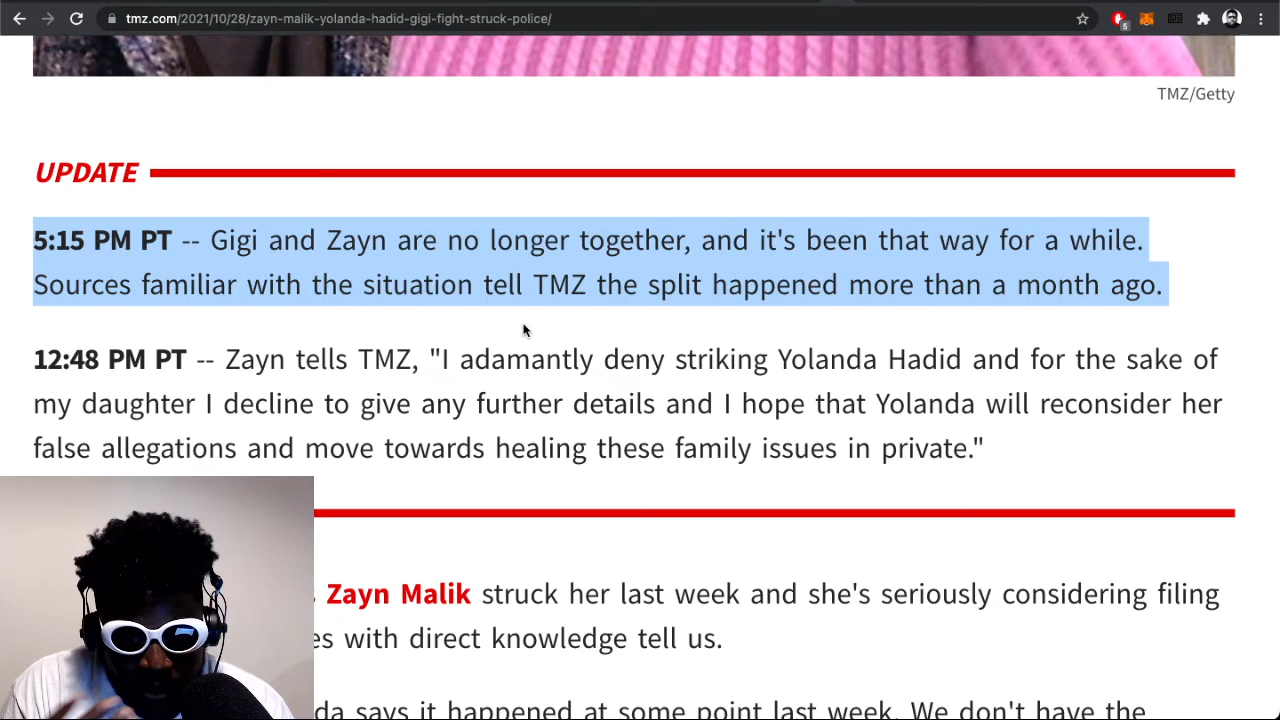 tmz.com/2021/10/28/zayn-malik-yolanda-hadid-gigi-fight-struck-police/
5
TMZ/Getty
UPDATE
5:15 PM PT -- Gigi and Zayn are no longer together, and it's been that way for a while.
Sources familiar with the situation tell TMZ the split happened more than a month ago.
12:48 PM PT -- Zayn tells TMZ, "I adamantly deny striking Yolanda Hadid and for the sake of
my daughter I decline to give any further details and I hope that Yolanda will reconsider her
false allegations and move towards healing these family issues in private."
Zayn Malik struck her last week and she's seriously considering filing
es with direct knowledge tell us.
da says it happened at some point last week. We don't have the